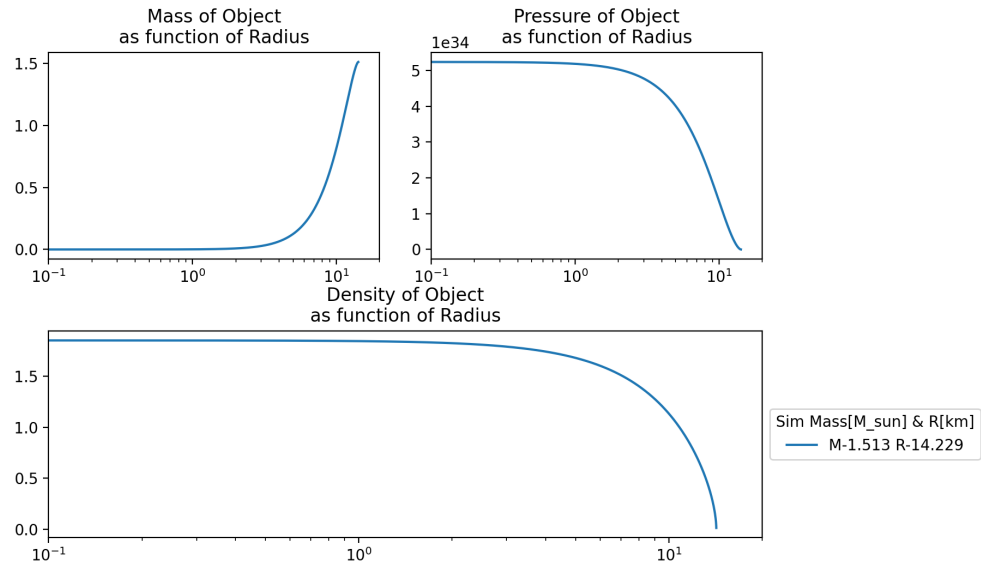 Mass of Object
as function of Radius
1.5
1.0
0.5
0.0
10⁻¹ 10⁰ 10¹
Pressure of Object
as function of Radius
1e34
5
4
3
2
1
0
10⁻¹ 10⁰ 10¹
Density of Object
as function of Radius
1.5
1.0
0.5
0.0
10⁻¹ 10⁰ 10¹
Sim Mass[M_sun] & R[km]
M-1.513 R-14.229